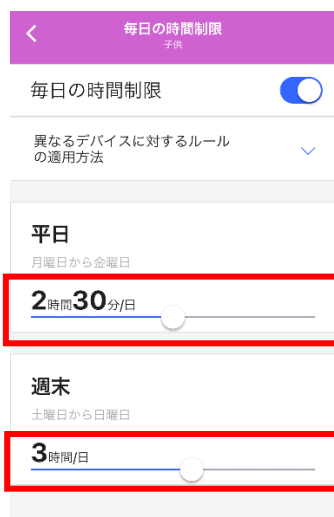 毎日の時間制限
子供
毎日の時間制限
異なるデバイスに対するルール
の適用方法
平日
月曜日から金曜日
2時間30分/日
週末
土曜日から日曜日
3時間/日